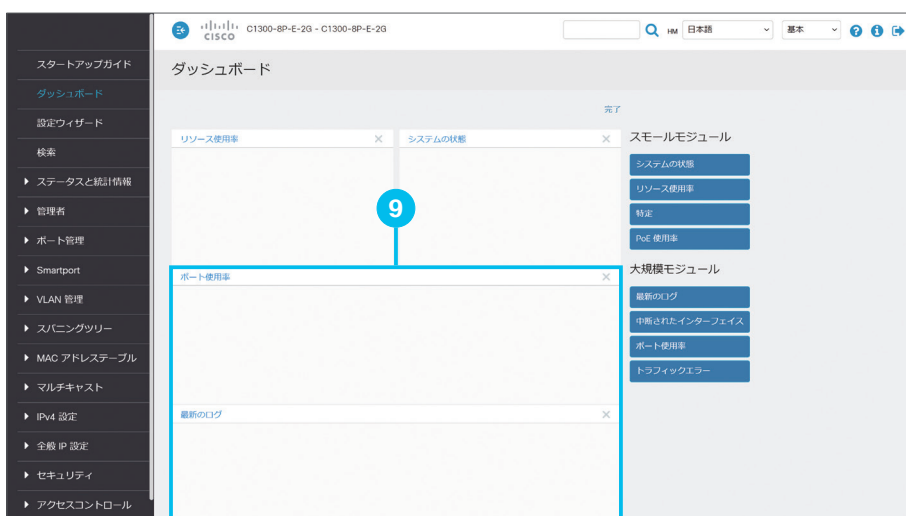 CISCO
C1300-8P-E-2G - C1300-8P-E-2G
HM
日本語
基本
スタートアップガイド
ダッシュボード
設定ウィザード
検索
ステータスと統計情報
管理者
ポート管理
Smartport
VLAN 管理
スパニングツリー
MAC アドレステーブル
マルチキャスト
IPv4 設定
全般 IP 設定
セキュリティ
アクセスコントロール
ダッシュボード
完了
リソース使用率
システムの状態
9
ポート使用率
最新のログ
スモールモジュール
システムの状態
リソース使用率
特定
PoE 使用率
大規模モジュール
最新のログ
中断されたインターフェイス
ポート使用率
トラフィックエラー